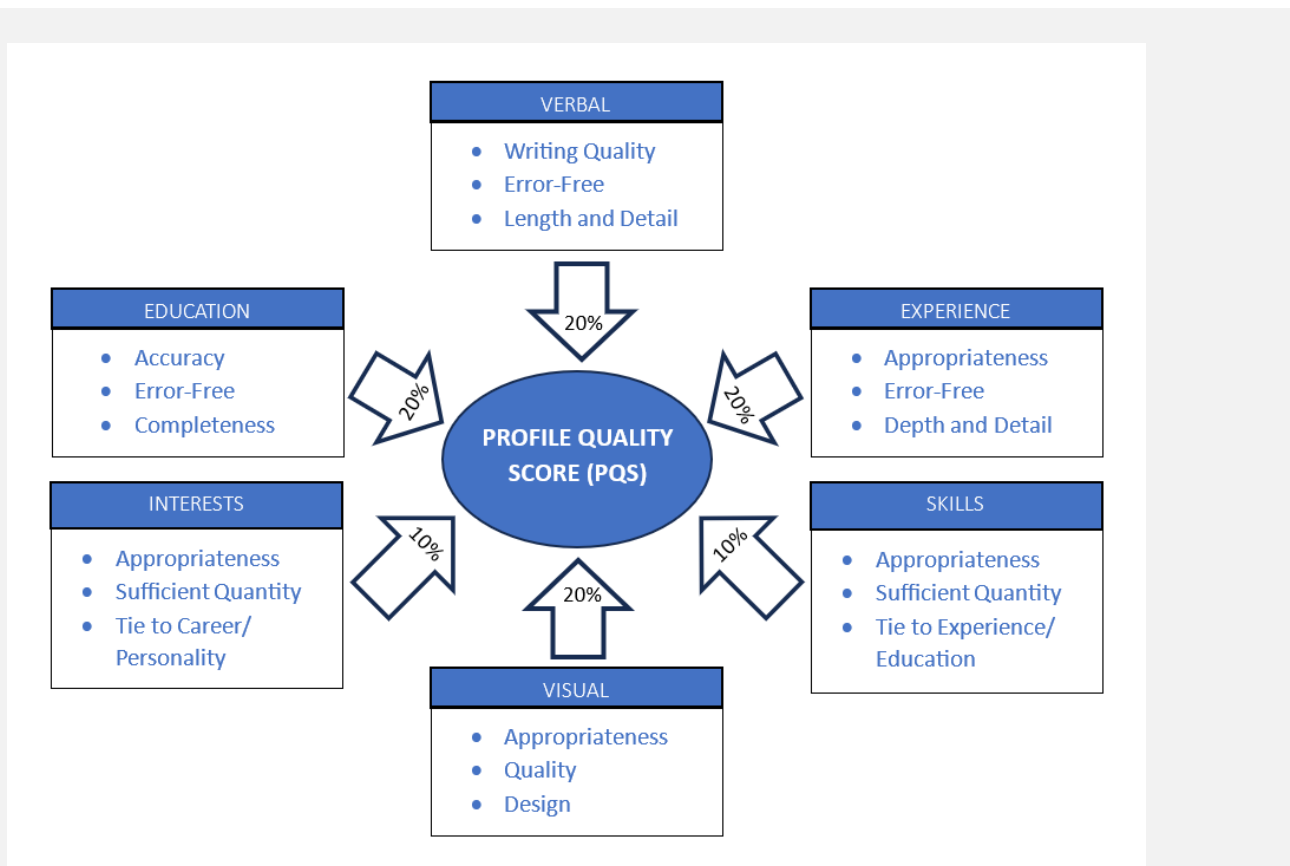 VERBAL
• Writing Quality
• Error-Free
• Length and Detail
20%
EDUCATION
• Accuracy
• Error-Free
• Completeness
20%
EXPERIENCE
• Appropriateness
• Error-Free
• Depth and Detail
20%
PROFILE QUALITY
SCORE (PQS)
INTERESTS
• Appropriateness
• Sufficient Quantity
• Tie to Career/
Personality
10%
SKILLS
• Appropriateness
• Sufficient Quantity
• Tie to Experience/
Education
10%
20%
VISUAL
• Appropriateness
• Quality
• Design